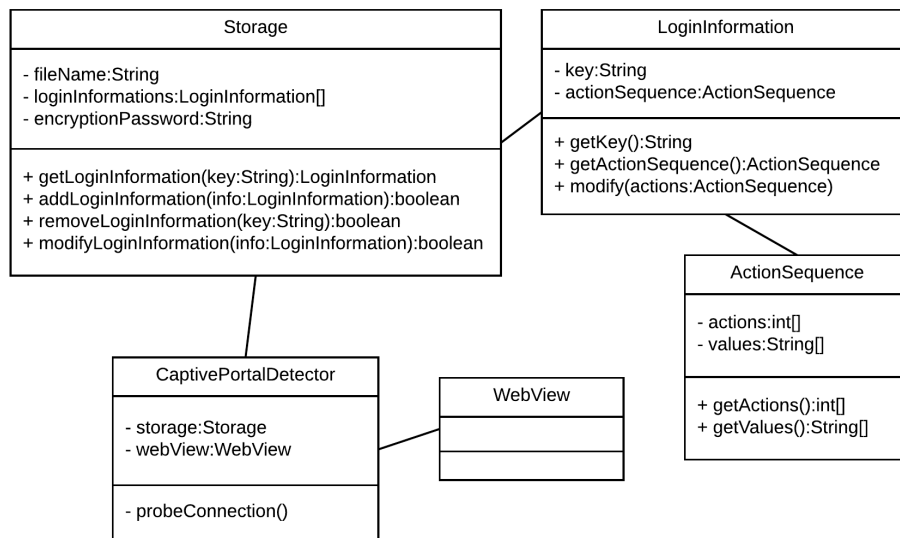 Storage
- fileName:String
- loginInformations:LoginInformation[]
- encryptionPassword:String
+ getLoginInformation(key:String):LoginInformation
+ addLoginInformation(info:LoginInformation):boolean
+ removeLoginInformation(key:String):boolean
+ modifyLoginInformation(info:LoginInformation):boolean
LoginInformation
- key:String
- actionSequence:ActionSequence
+ getKey():String
+ getActionSequence():ActionSequence
+ modify(actions:ActionSequence)
ActionSequence
- actions:int[]
- values:String[]
+ getActions():int[]
+ getValues():String[]
CaptivePortalDetector
- storage:Storage
- webView:WebView
- probeConnection()
WebView